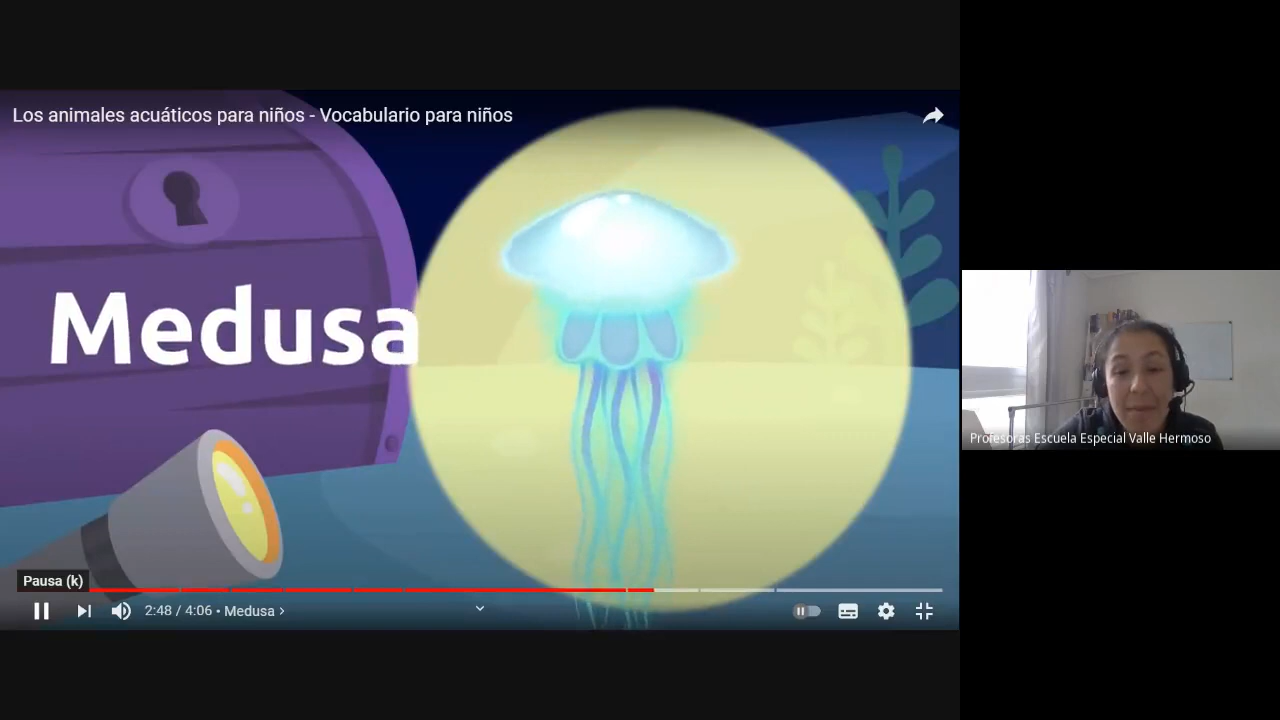 Los animales acuáticos para niños - Vocabulario para niños
Medusa
Pausa (k)
2:48 / 4:06 • Medusa ›
Profesoras Escuela Especial Valle Hermoso